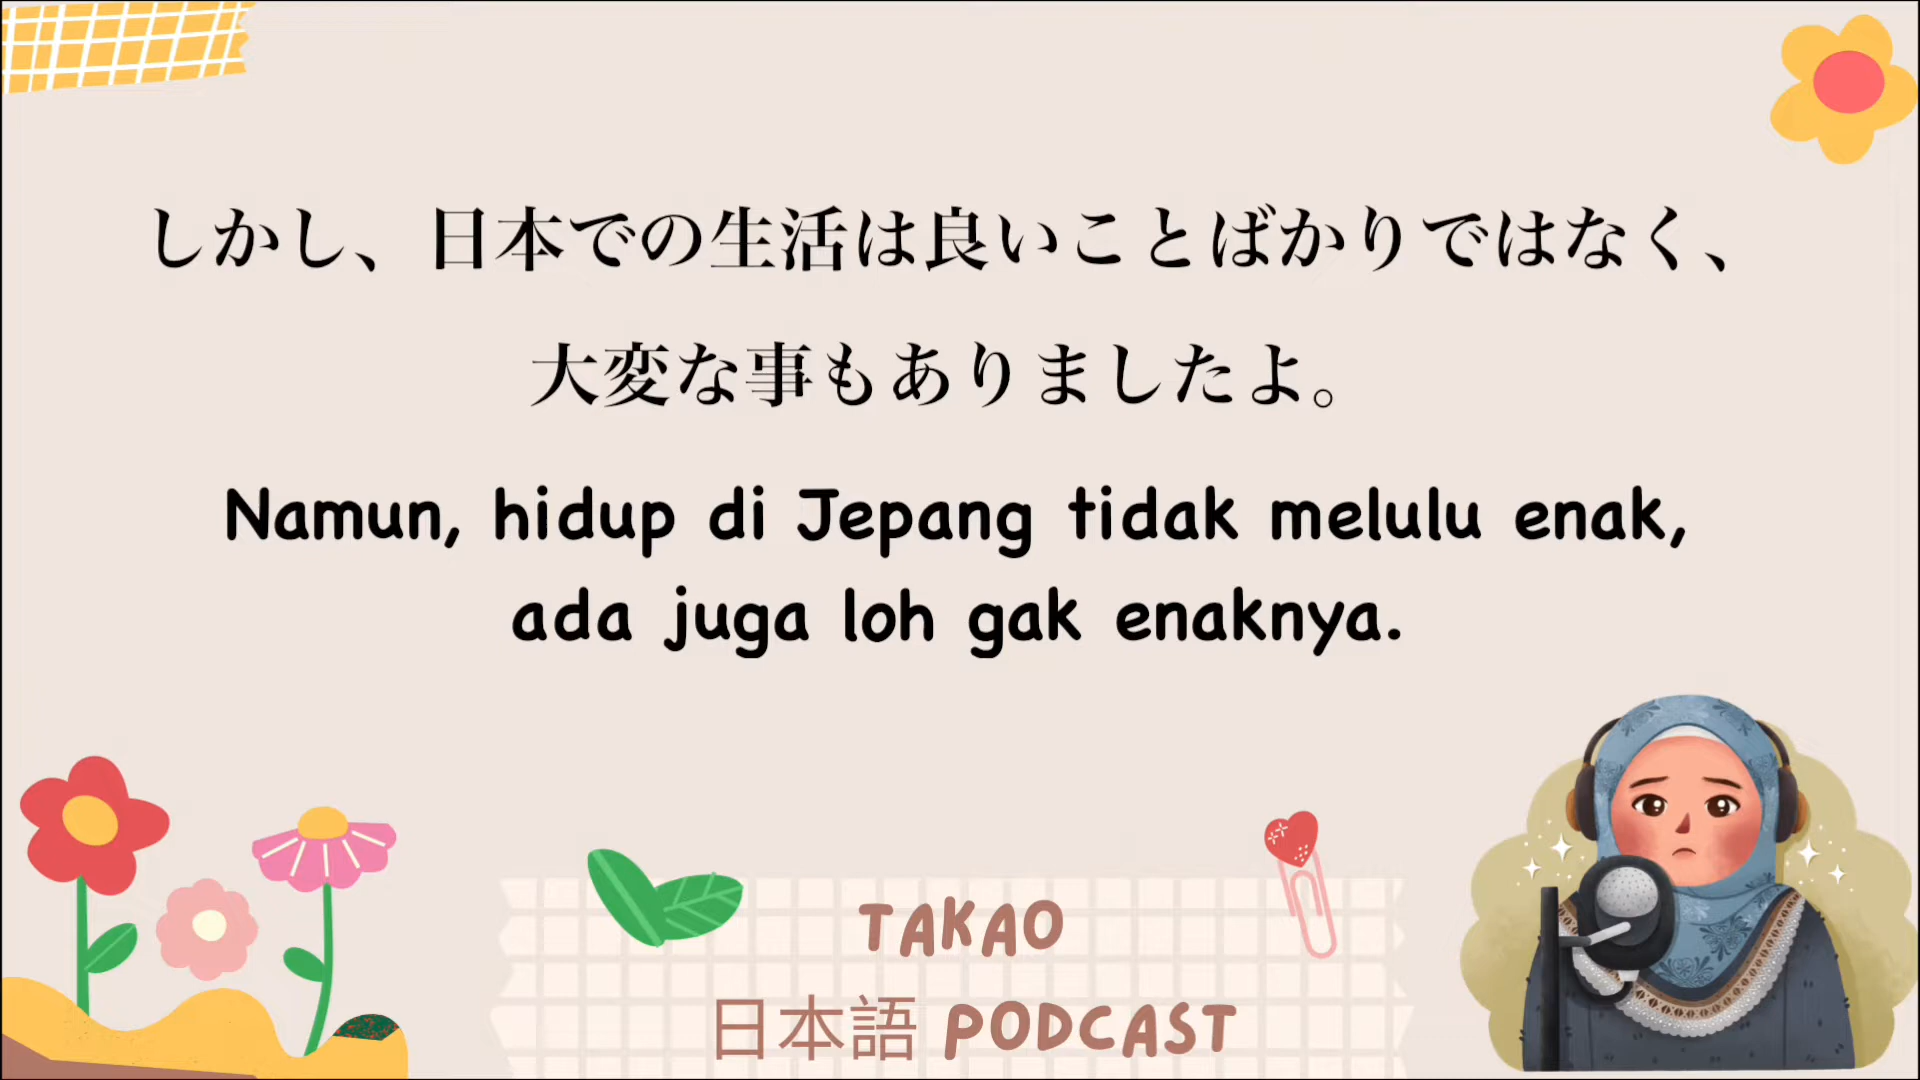 しかし、日本での生活は良いことばかりではなく、
大変な事もありましたよ。
Namun, hidup di Jepang tidak melulu enak,
ada juga loh gak enaknya.
TAKAO
日本語 PODCAST